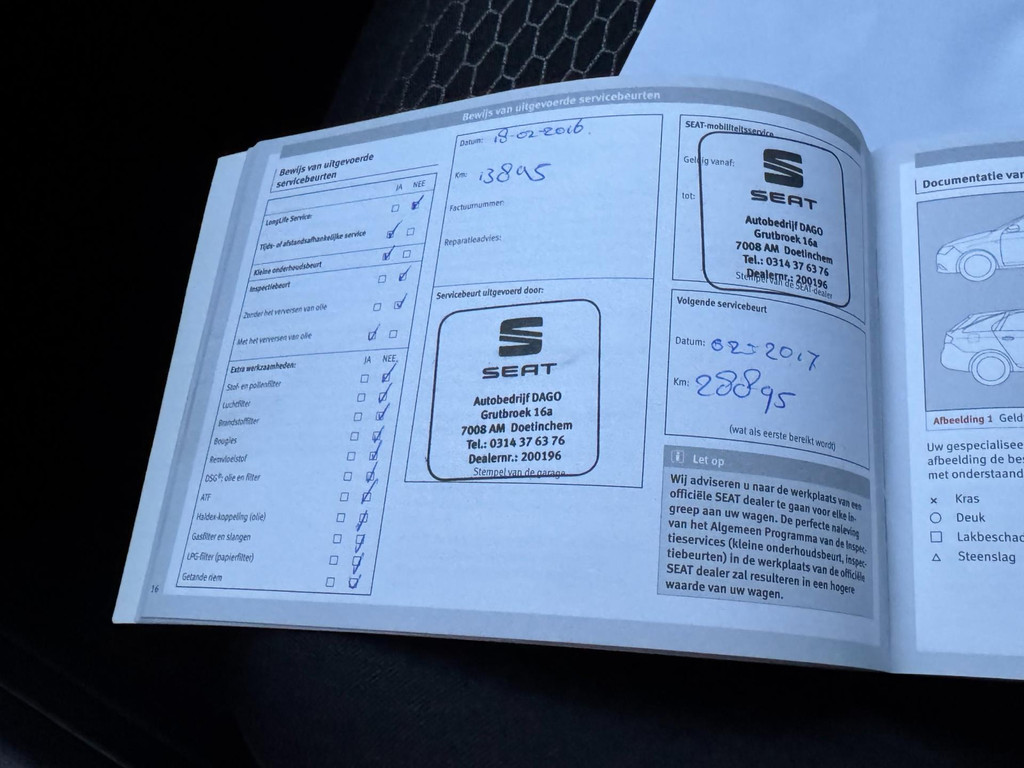 Bewijs van uitgevoerde servicebeurten
Bewijs van uitgevoerde
servicebeurten
JA NEE
LongLife Service:
Tijds- of afstandsafhankelijke service
Kleine onderhoudsbeurt
Inspectiebeurt
Zonder het verversen van olie
Met het verversen van olie
Extra werkzaamheden:
JA NEE
Stof- en pollenfilter
Luchtfilter
Brandstoffilter
Bougies
Remvloeistof
DSG®: olie en filter
ATF
Haldex-koppeling (olie)
Gasfilter en slangen
LPG-filter (papierfilter)
Getande riem
16
Datum: 19-02-2016.
Km: 13895
Factuurnummer:
Reparatieadvies:
Servicebeurt uitgevoerd door:
SEAT
Autobedrijf DAGO
Grutbroek 16a
7008 AM Doetinchem
Tel.: 0314 37 63 76
Dealernr.: 200196
Stempel van de garage
SEAT-mobiliteitsservice
Geldig vanaf:
tot:
SEAT
Autobedrijf DAGO
Grutbroek 16a
7008 AM Doetinchem
Tel.: 0314 37 63 76
Dealernr.: 200196
Stempel van de SEAT-dealer
Volgende servicebeurt
Datum: 02-2017
Km: 28895
(wat als eerste bereikt wordt)
Let op
Wij adviseren u naar de werkplaats van een
officiële SEAT dealer te gaan voor elke in-
greep aan uw wagen. De perfecte naleving
van het Algemeen Programma van de Inspec-
tieservices (kleine onderhoudsbeurt, inspec-
tiebeurten) in de werkplaats van de officiële
SEAT dealer zal resulteren in een hogere
waarde van uw wagen.
Documentatie van
Afbeelding 1 Geld
Uw gespecialisee
afbeelding de bes
met onderstaand
Kras
Deuk
Lakbeschad
Steenslag